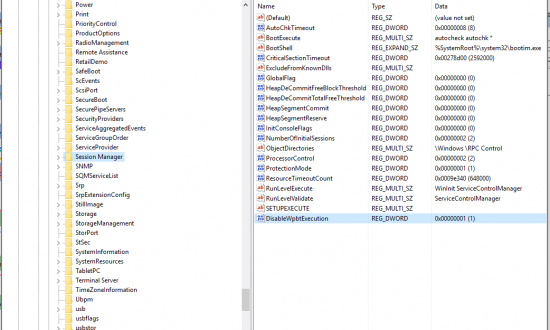 Power
Print
PriorityControl
ProductOptions
RadioManagement
Remote Assistance
RetailDemo
SafeBoot
ScEvents
ScsiPort
SecureBoot
SecurePipeServers
SecurityProviders
ServiceAggregatedEvents
ServiceGroupOrder
ServiceProvider
Session Manager
SNMP
SQMServiceList
Srp
SrpExtensionConfig
StillImage
Storage
StorageManagement
StorPort
StSec
SystemInformation
SystemResources
TabletPC
Terminal Server
TimeZoneInformation
Ubpm
usb
usbflags
usbstor
Name Type Data
(Default) REG_SZ (value not set)
AutoChkTimeout REG_DWORD 0x00000008 (8)
BootExecute REG_MULTI_SZ autocheck autochk *
BootShell REG_EXPAND_SZ %SystemRoot%\system32\bootim.exe
CriticalSectionTimeout REG_DWORD 0x00278d00 (2592000)
ExcludeFromKnownDlls REG_MULTI_SZ
GlobalFlag REG_DWORD 0x00000000 (0)
HeapDeCommitFreeBlockThreshold REG_DWORD 0x00000000 (0)
HeapDeCommitTotalFreeThreshold REG_DWORD 0x00000000 (0)
HeapSegmentCommit REG_DWORD 0x00000000 (0)
HeapSegmentReserve REG_DWORD 0x00000000 (0)
InitConsoleFlags REG_DWORD 0x00000000 (0)
NumberOfInitialSessions REG_DWORD 0x00000002 (2)
ObjectDirectories REG_MULTI_SZ \Windows \RPC Control
ProcessorControl REG_DWORD 0x00000002 (2)
ProtectionMode REG_DWORD 0x00000001 (1)
ResourceTimeoutCount REG_DWORD 0x0009e340 (648000)
RunLevelExecute REG_MULTI_SZ WinInit ServiceControlManager
RunLevelValidate REG_MULTI_SZ ServiceControlManager
SETUPEXECUTE REG_MULTI_SZ
DisableWpbtExecution REG_DWORD 0x00000001 (1)